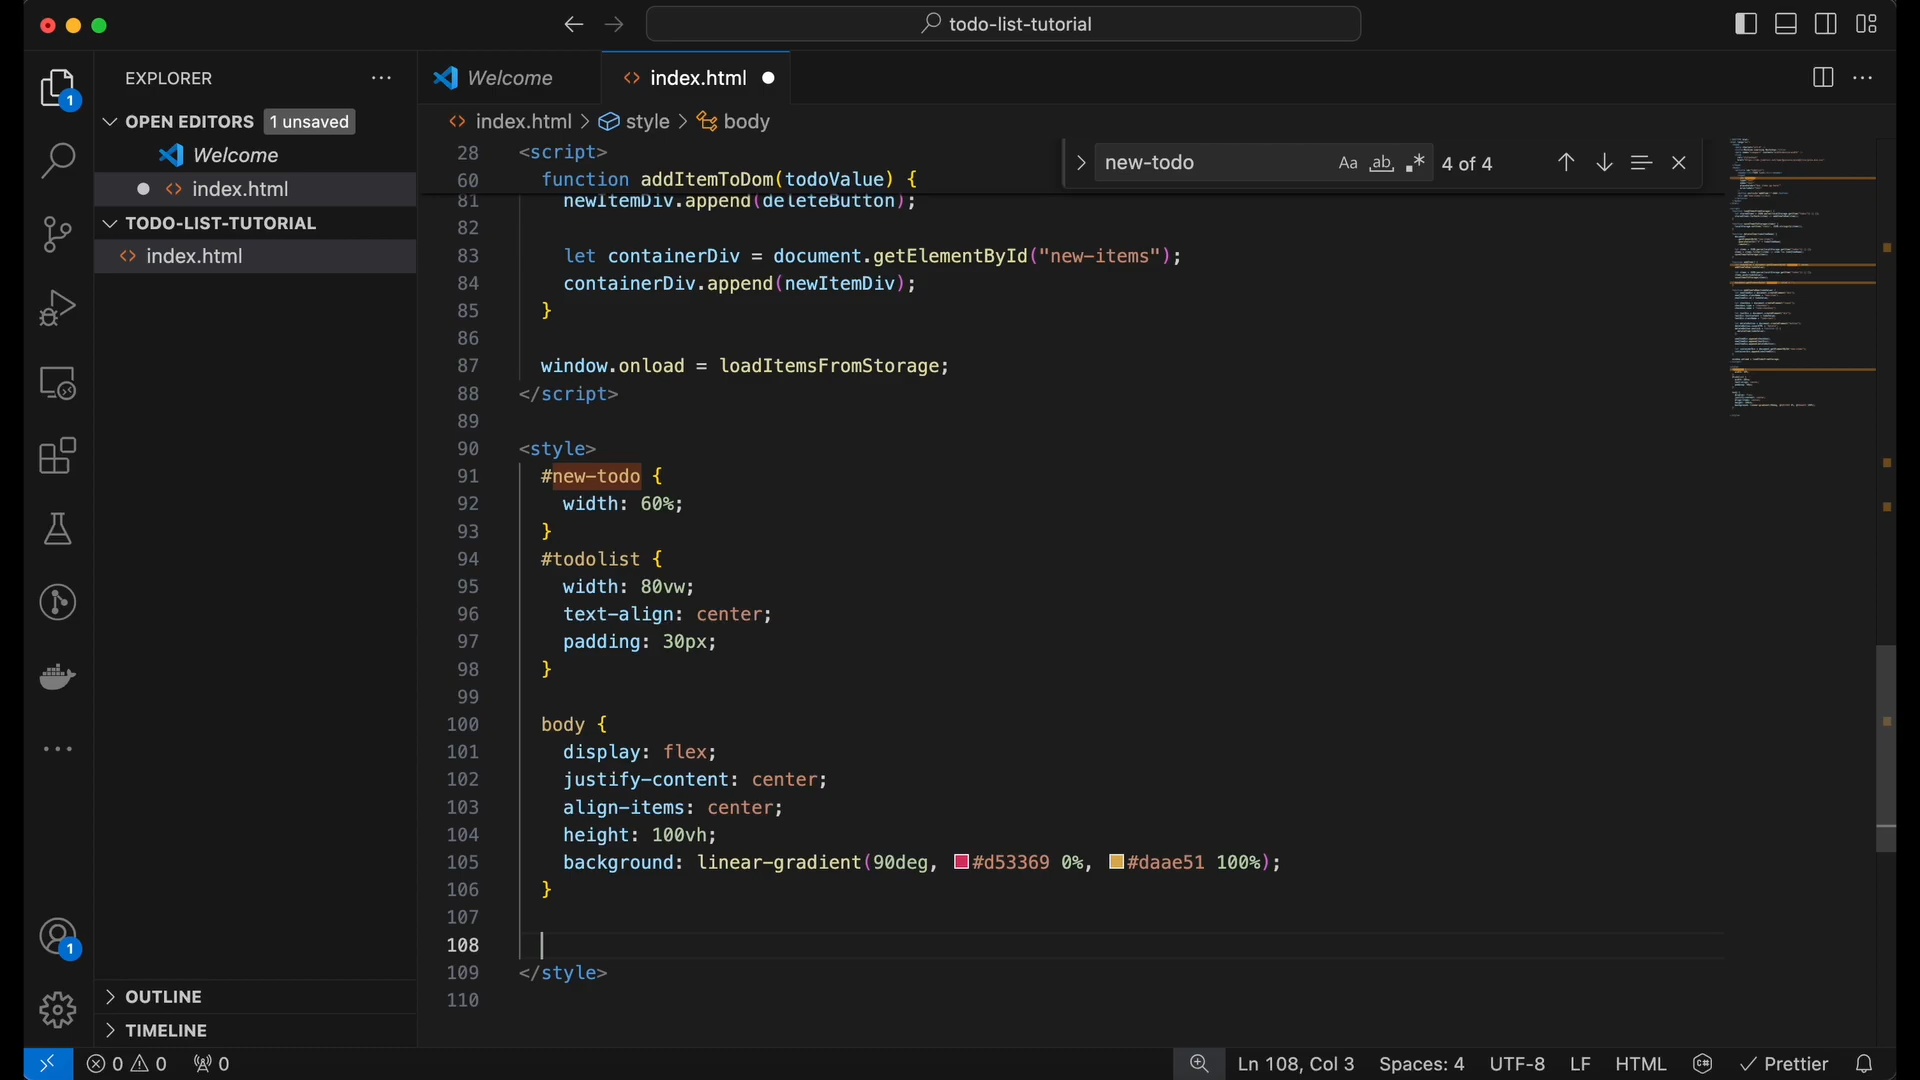 todo-list-tutorial
EXPLORER
Welcome
index.html
OPEN EDITORS 1 unsaved
Welcome
index.html
TODO-LIST-TUTORIAL
index.html
OUTLINE
TIMELINE
index.html > style > body
new-todo Aa ab .* 4 of 4
28 <script>
60 function addItemToDom(todoValue) {
81 newItemDiv.append(deleteButton);
82
83 let containerDiv = document.getElementById("new-items");
84 containerDiv.append(newItemDiv);
85 }
86
87 window.onload = loadItemsFromStorage;
88 </script>
89
90 <style>
91 #new-todo {
92 width: 60%;
93 }
94 #todolist {
95 width: 80vw;
96 text-align: center;
97 padding: 30px;
98 }
99
100 body {
101 display: flex;
102 justify-content: center;
103 align-items: center;
104 height: 100vh;
105 background: linear-gradient(90deg, #d53369 0%, #daae51 100%);
106 }
107
108
109 </style>
110
1
1
0 0 0
Ln 108, Col 3 Spaces: 4 UTF-8 LF HTML Prettier